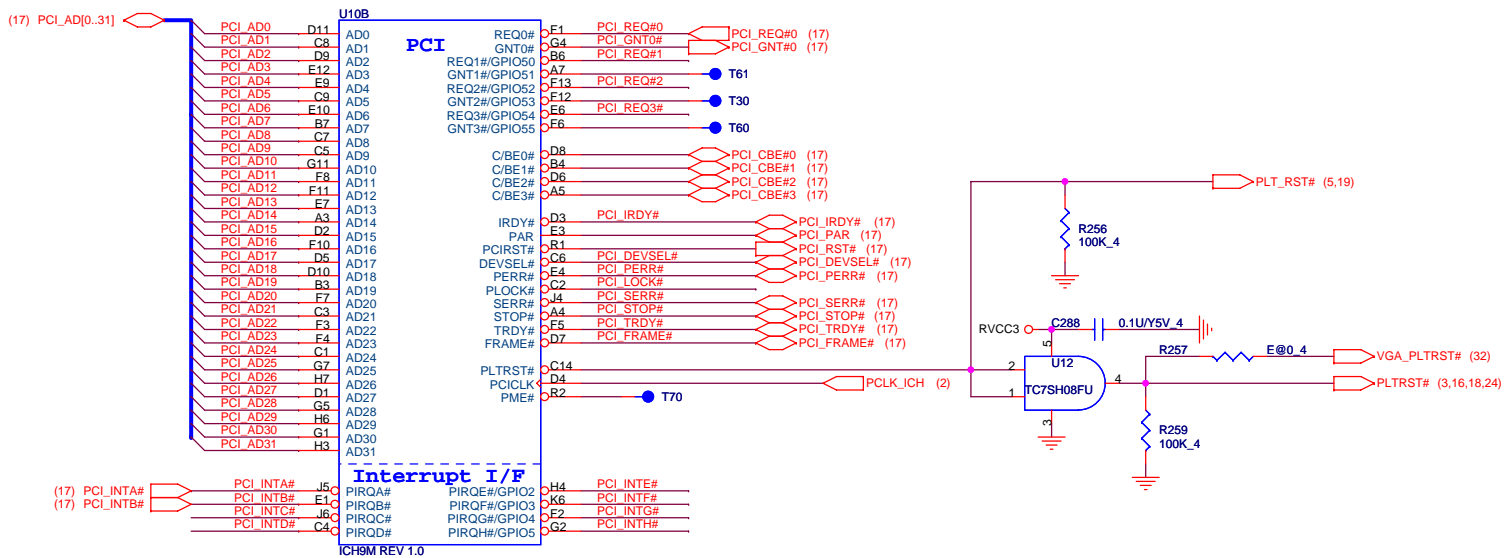 U10B
(17) PCI_AD[0..31]
PCI
PCI_AD0 D11 AD0 REQ0# F1 PCI_REQ#0 PCI_REQ#0 (17)
PCI_AD1 C8 AD1 GNT0# G4 PCI_GNT0# PCI_GNT#0 (17)
PCI_AD2 D9 AD2 REQ1#/GPIO50 B6 PCI_REQ#1
PCI_AD3 E12 AD3 GNT1#/GPIO51 A7 T61
PCI_AD4 E9 AD4 REQ2#/GPIO52 F13 PCI_REQ#2
PCI_AD5 C9 AD5 GNT2#/GPIO53 F12 T30
PCI_AD6 E10 AD6 REQ3#/GPIO54 E6 PCI_REQ3#
PCI_AD7 B7 AD7 GNT3#/GPIO55 F6 T60
PCI_AD8 C7 AD8
PCI_AD9 C5 AD9 C/BE0# D8 PCI_CBE#0 (17)
PCI_AD10 G11 AD10 C/BE1# B4 PCI_CBE#1 (17)
PCI_AD11 F8 AD11 C/BE2# D6 PCI_CBE#2 (17)
PCI_AD12 F11 AD12 C/BE3# A5 PCI_CBE#3 (17)
PCI_AD13 E7 AD13
PCI_AD14 A3 AD14 IRDY# D3 PCI_IRDY# PCI_IRDY# (17)
PCI_AD15 D2 AD15 PAR E3 PCI_PAR (17)
PCI_AD16 F10 AD16 PCIRST# R1 PCI_RST# (17)
PCI_AD17 D5 AD17 DEVSEL# C6 PCI_DEVSEL# PCI_DEVSEL# (17)
PCI_AD18 D10 AD18 PERR# E4 PCI_PERR# PCI_PERR# (17)
PCI_AD19 B3 AD19 PLOCK# C2 PCI_LOCK#
PCI_AD20 F7 AD20 SERR# J4 PCI_SERR# PCI_SERR# (17)
PCI_AD21 C3 AD21 STOP# A4 PCI_STOP# PCI_STOP# (17)
PCI_AD22 F3 AD22 TRDY# F5 PCI_TRDY# PCI_TRDY# (17)
PCI_AD23 F4 AD23 FRAME# D7 PCI_FRAME# PCI_FRAME# (17)
PCI_AD24 C1 AD24
PCI_AD25 G7 AD25 PLTRST# C14
PCI_AD26 H7 AD26 PCICLK D4 PCLK_ICH (2)
PCI_AD27 D1 AD27 PME# R2 T70
PCI_AD28 G5 AD28
PCI_AD29 H6 AD29
PCI_AD30 G1 AD30
PCI_AD31 H3 AD31
Interrupt I/F
(17) PCI_INTA# PCI_INTA# J5 PIRQA# PIRQE#/GPIO2 H4 PCI_INTE#
(17) PCI_INTB# PCI_INTB# E1 PIRQB# PIRQF#/GPIO3 K6 PCI_INTF#
PCI_INTC# J6 PIRQC# PIRQG#/GPIO4 F2 PCI_INTG#
PCI_INTD# C4 PIRQD# PIRQH#/GPIO5 G2 PCI_INTH#
ICH9M REV 1.0
PLT_RST# (5,19)
R256
100K_4
RVCC3 C288 0.1U/Y5V_4
5
U12
2
1
TC7SH08FU
4
3
R257 E@0_4 VGA_PLTRST# (32)
PLTRST# (3,16,18,24)
R259
100K_4